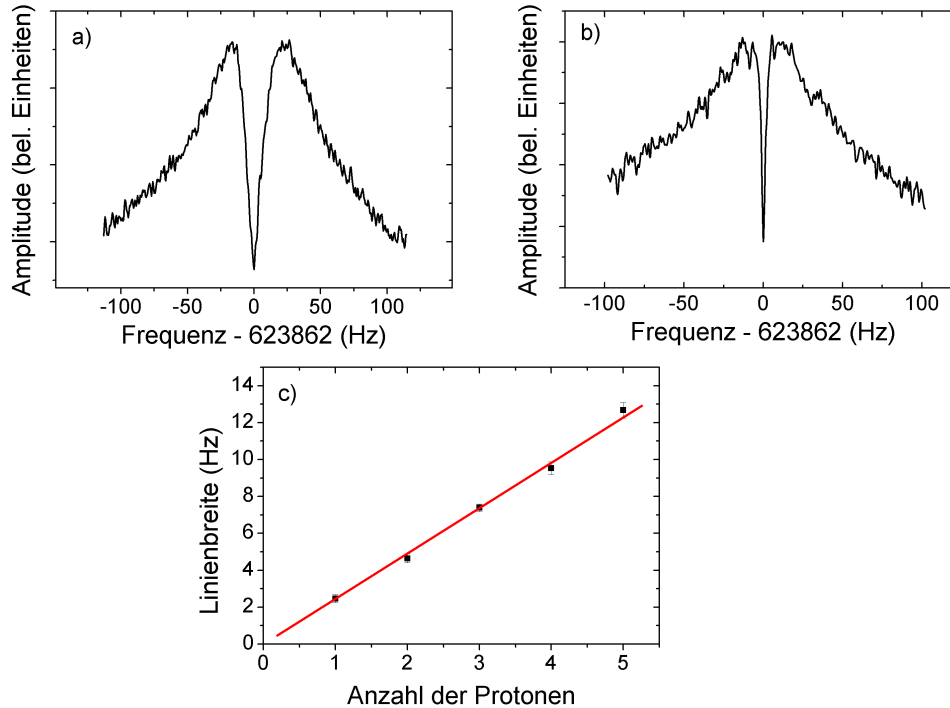 a)
Amplitude (bel. Einheiten)
-100 -50 0 50 100
Frequenz - 623862 (Hz)
b)
Amplitude (bel. Einheiten)
-100 -50 0 50 100
Frequenz - 623862 (Hz)
c)
Linienbreite (Hz)
14
12
10
8
6
4
2
0
0 1 2 3 4 5
Anzahl der Protonen